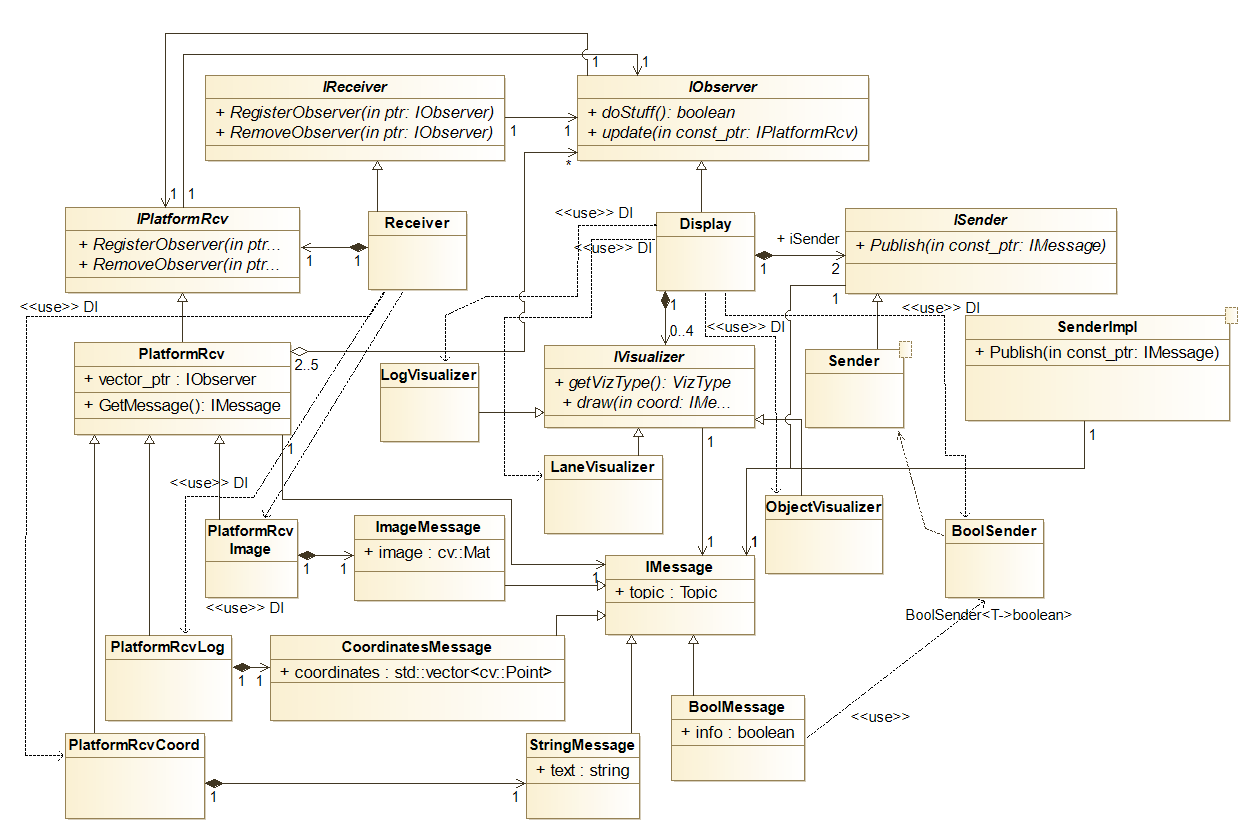 1
1
IReceiver
+ RegisterObserver(in ptr: IObserver)
+ RemoveObserver(in ptr: IObserver)
1
1
IObserver
+ doStuff(): boolean
+ update(in const_ptr: IPlatformRcv)
*
1
1
IPlatformRcv
+ RegisterObserver(in ptr...
+ RemoveObserver(in ptr...
1
1
Receiver
<<use>> DI
<<use>> DI
Display
+ iSender
1
2
ISender
+ Publish(in const_ptr: IMessage)
1
<<use>> DI
1
0..4
<<use>> DI
<<use>> DI
PlatformRcv
+ vector_ptr : IObserver
+ GetMessage(): IMessage
2..5
1
LogVisualizer
IVisualizer
+ getVizType(): VizType
+ draw(in coord: IMe...
1
Sender
SenderImpl
+ Publish(in const_ptr: IMessage)
1
LaneVisualizer
<<use>> DI
ObjectVisualizer
BoolSender
BoolSender<T->boolean>
PlatformRcv
Image
1
1
ImageMessage
+ image : cv::Mat
1
1
1
IMessage
+ topic : Topic
<<use>> DI
PlatformRcvLog
1
1
CoordinatesMessage
+ coordinates : std::vector<cv::Point>
BoolMessage
+ info : boolean
<<use>>
PlatformRcvCoord
1
1
StringMessage
+ text : string